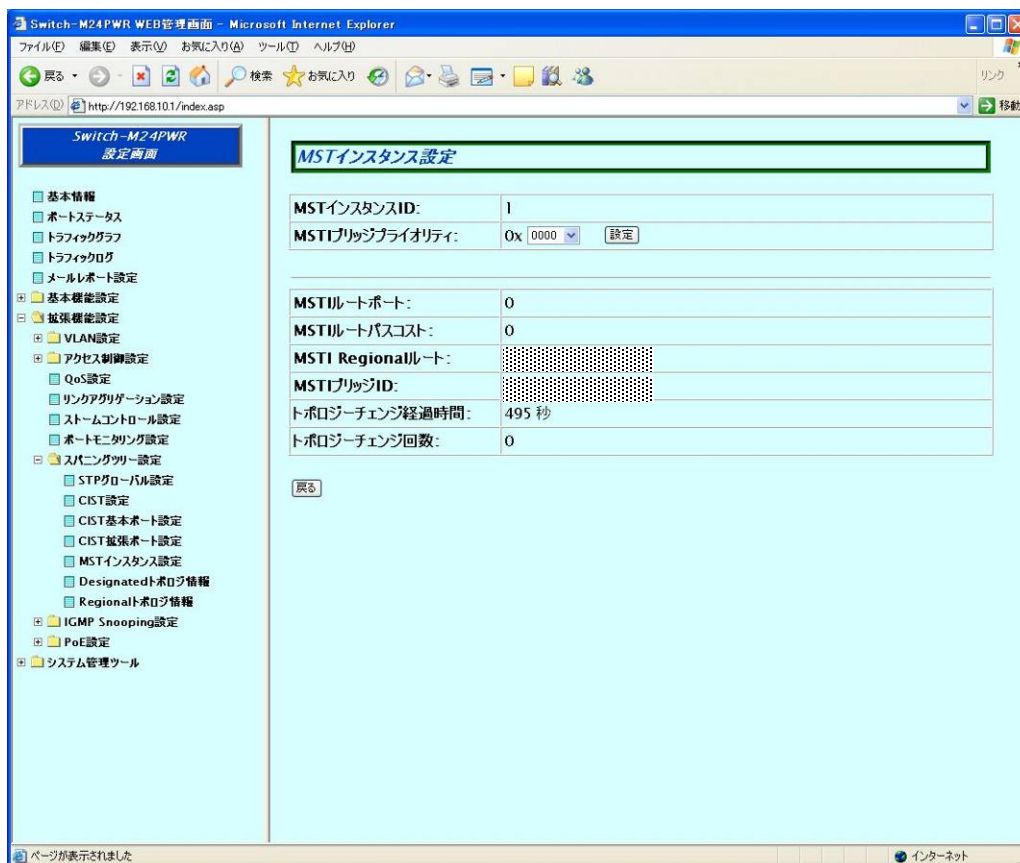 Switch-M24PWR WEB管理画面 - Microsoft Internet Explorer
ファイル(F) 編集(E) 表示(V) お気に入り(A) ツール(T) ヘルプ(H)
戻る 検索 お気に入り リンク
アドレス(D) http://192.168.10.1/index.asp 移動
Switch-M24PWR
設定画面
基本情報
ポートステータス
トラフィックグラフ
トラフィックログ
メールレポート設定
基本機能設定
拡張機能設定
VLAN設定
アクセス制御設定
QoS設定
リンクアグリゲーション設定
ストームコントロール設定
ポートモニタリング設定
スパニングツリー設定
STPグローバル設定
CIST設定
CIST基本ポート設定
CIST拡張ポート設定
MSTインスタンス設定
Designatedトポロジ情報
Regionalトポロジ情報
IGMP Snooping設定
PoE設定
システム管理ツール
MSTインスタンス設定
MSTインスタンスID: 1
MSTIブリッジプライオリティ: 0x 0000 設定
MSTIルートポート: 0
MSTIルートパスコスト: 0
MSTI Regionalルート:
MSTIブリッジID:
トポロジーチェンジ経過時間: 495 秒
トポロジーチェンジ回数: 0
戻る
ページが表示されました インターネット